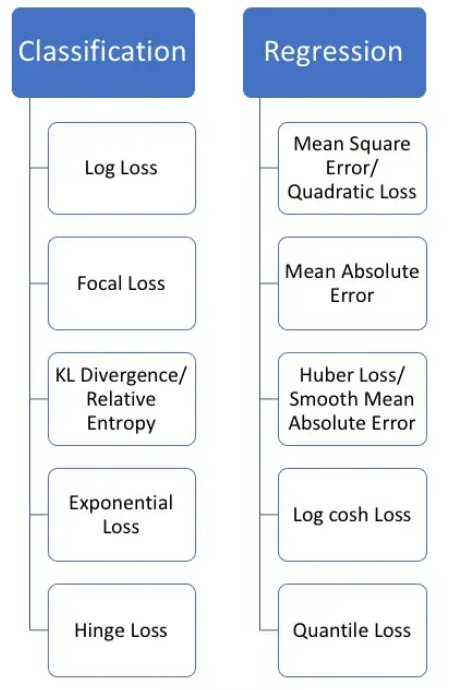 Classification
Log Loss
Focal Loss
KL Divergence/
Relative
Entropy
Exponential
Loss
Hinge Loss
Regression
Mean Square
Error/
Quadratic Loss
Mean Absolute
Error
Huber Loss/
Smooth Mean
Absolute Error
Log cosh Loss
Quantile Loss